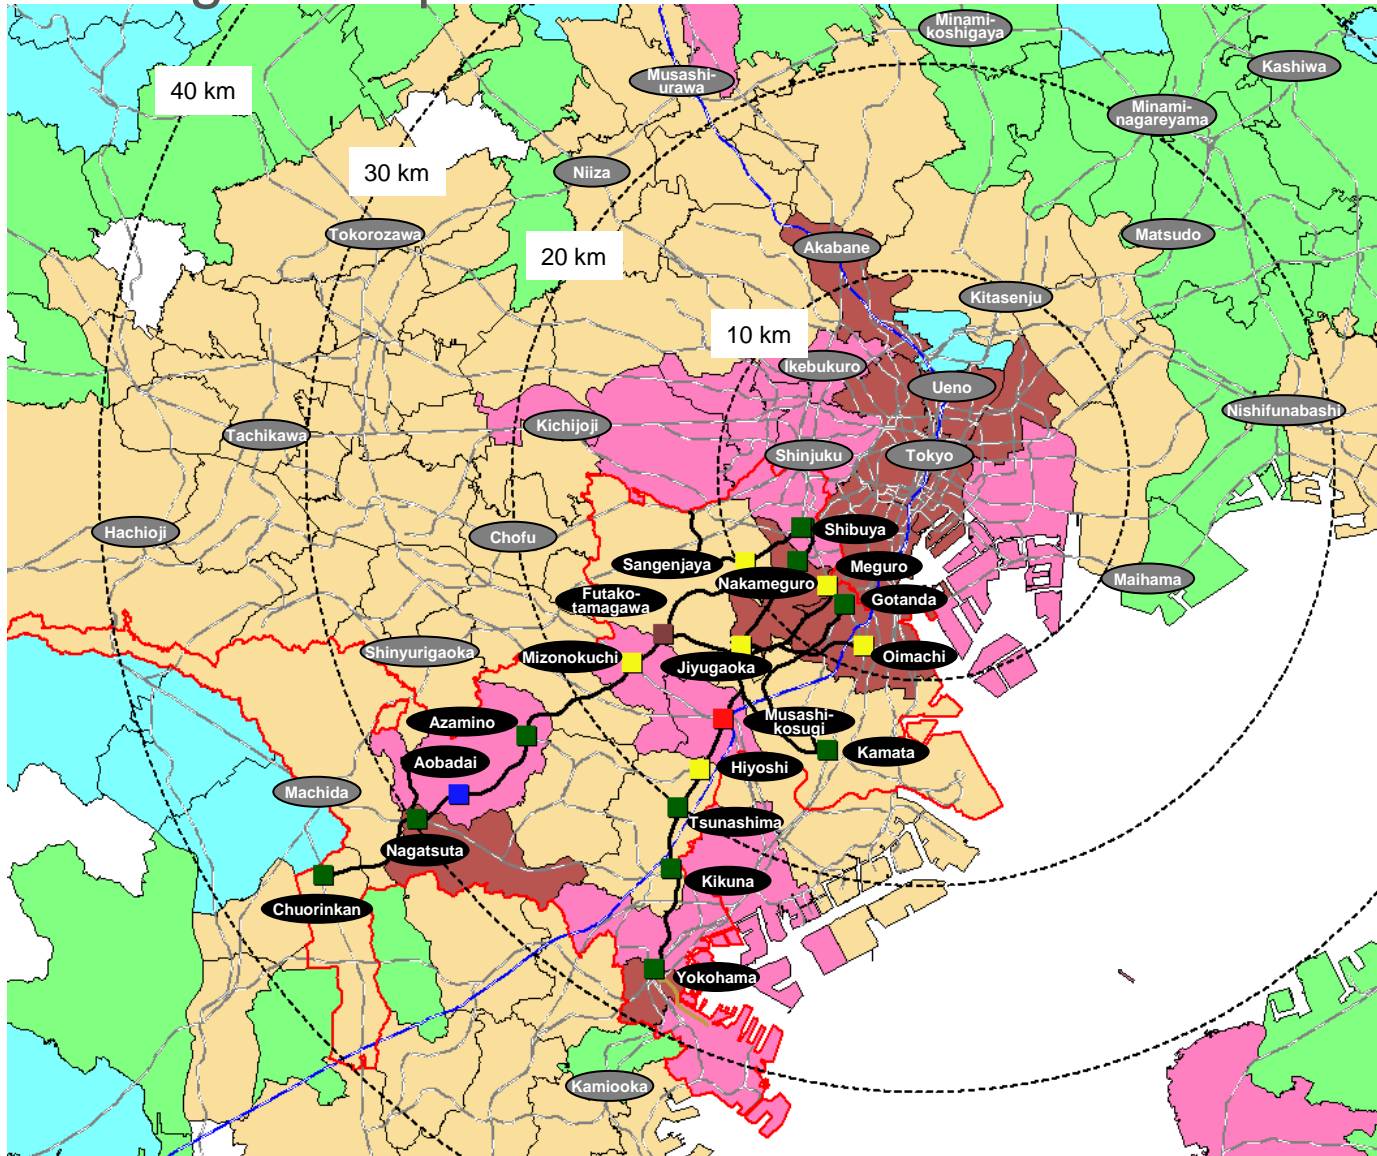 Minami-
koshigaya
Kashiwa
Musashi-
urawa
40 km
Minami-
nagareyama
30 km
Niiza
Tokorozawa
Akabane
Matsudo
20 km
Kitasenju
10 km
Ikebukuro
Ueno
Nishifunabashi
Kichijoji
Tachikawa
Shinjuku
Tokyo
Hachioji
Chofu
Shibuya
Sangenjaya
Meguro
Maihama
Nakameguro
Futako-
tamagawa
Gotanda
Shinyurigaoka
Mizonokuchi
Jiyugaoka
Oimachi
Azamino
Musashi-
kosugi
Kamata
Aobadai
Hiyoshi
Machida
Tsunashima
Nagatsuta
Kikuna
Chuorinkan
Yokohama
Kamiooka